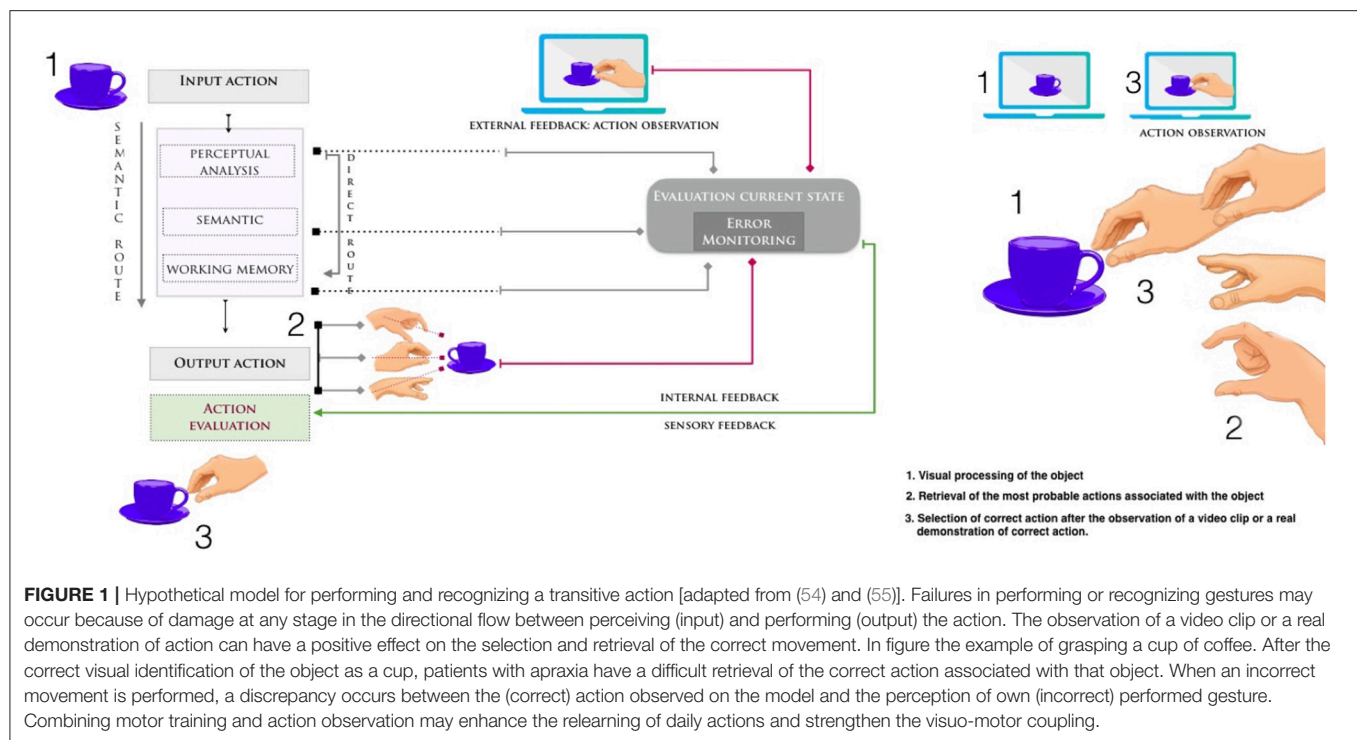 1
INPUT ACTION
SEMANTIC ROUTE
PERCEPTUAL
ANALYSIS
SEMANTIC
WORKING MEMORY
DIRECT ROUTE
2
OUTPUT ACTION
ACTION
EVALUATION
3
EXTERNAL FEEDBACK: ACTION OBSERVATION
EVALUATION CURRENT STATE
ERROR
MONITORING
INTERNAL FEEDBACK
SENSORY FEEDBACK
1
3
ACTION OBSERVATION
1
3
2
1. Visual processing of the object
2. Retrieval of the most probable actions associated with the object
3. Selection of correct action after the observation of a video clip or a real
demonstration of correct action.
FIGURE 1 | Hypothetical model for performing and recognizing a transitive action [adapted from (54) and (55)]. Failures in performing or recognizing gestures may
occur because of damage at any stage in the directional flow between perceiving (input) and performing (output) the action. The observation of a video clip or a real
demonstration of action can have a positive effect on the selection and retrieval of the correct movement. In figure the example of grasping a cup of coffee. After the
correct visual identification of the object as a cup, patients with apraxia have a difficult retrieval of the correct action associated with that object. When an incorrect
movement is performed, a discrepancy occurs between the (correct) action observed on the model and the perception of own (incorrect) performed gesture.
Combining motor training and action observation may enhance the relearning of daily actions and strengthen the visuo-motor coupling.